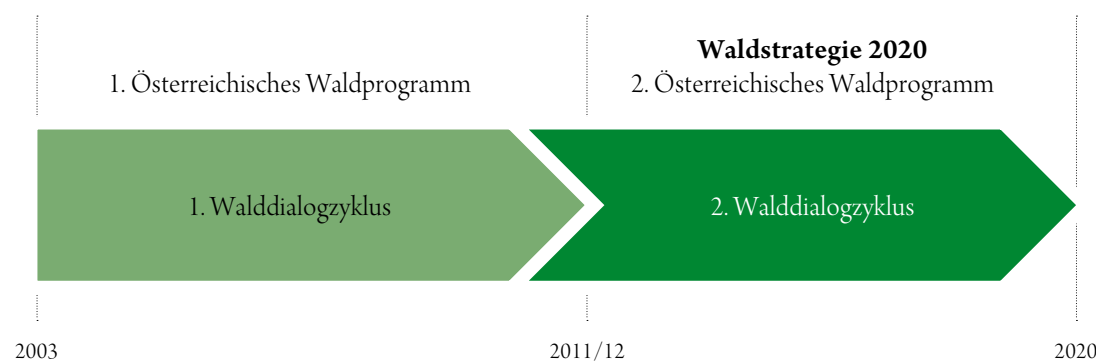 Waldstrategie 2020
1. Österreichisches Waldprogramm
2. Österreichisches Waldprogramm
1. Walddialogzyklus
2. Walddialogzyklus
2003
2011/12
2020